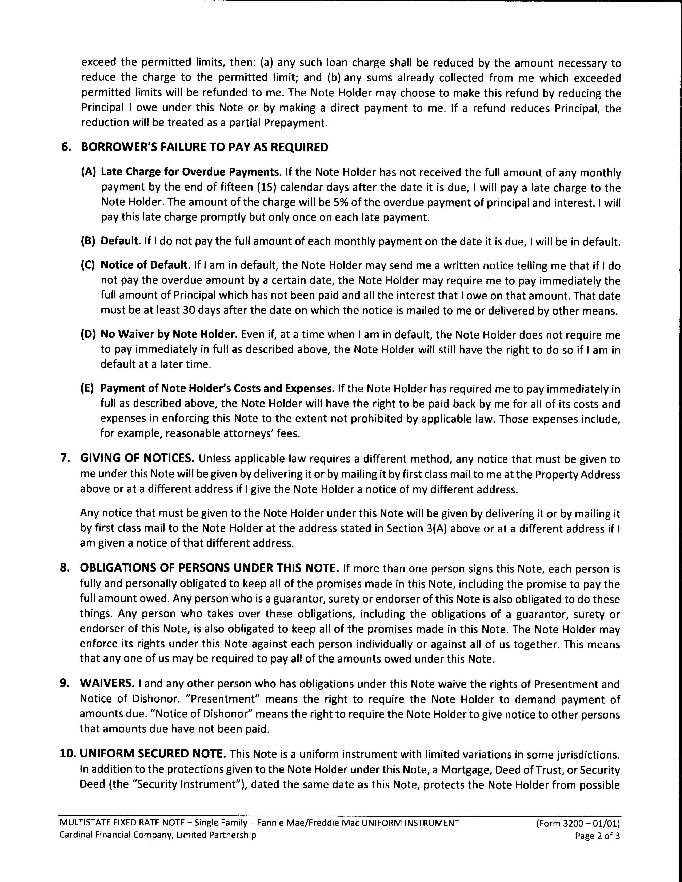 exceed the permitted limits, then: (a) any such loan charge shall be reduced by the amount necessary to
reduce the charge to the permitted limit; and (b) any sums already collected from me which exceeded
permitted limits will be refunded to me. The Note Holder may choose to make this refund by reducing the
Principal I owe under this Note or by making a direct payment to me. If a refund reduces Principal, the
reduction will be treated as a partial Prepayment.
6. BORROWER'S FAILURE TO PAY AS REQUIRED
(A) Late Charge for Overdue Payments. If the Note Holder has not received the full amount of any monthly
payment by the end of fifteen (15) calendar days after the date it is due, I will pay a late charge to the
Note Holder. The amount of the charge will be 5% of the overdue payment of principal and interest. I will
pay this late charge promptly but only once on each late payment.
(B) Default. If I do not pay the full amount of each monthly payment on the date it is due, I will be in default.
(C) Notice of Default. If I am in default, the Note Holder may send me a written notice telling me that if I do
not pay the overdue amount by a certain date, the Note Holder may require me to pay immediately the
full amount of Principal which has not been paid and all the interest that I owe on that amount. That date
must be at least 30 days after the date on which the notice is mailed to me or delivered by other means.
(D) No Waiver by Note Holder. Even if, at a time when I am in default, the Note Holder does not require me
to pay immediately in full as described above, the Note Holder will still have the right to do so if I am in
default at a later time.
(E) Payment of Note Holder's Costs and Expenses. If the Note Holder has required me to pay immediately in
full as described above, the Note Holder will have the right to be paid back by me for all of its costs and
expenses in enforcing this Note to the extent not prohibited by applicable law. Those expenses include,
for example, reasonable attorneys' fees.
7. GIVING OF NOTICES. Unless applicable law requires a different method, any notice that must be given to
me under this Note will be given by delivering it or by mailing it by first class mail to me at the Property Address
above or at a different address if I give the Note Holder a notice of my different address.
Any notice that must be given to the Note Holder under this Note will be given by delivering it or by mailing it
by first class mail to the Note Holder at the address stated in Section 3(A) above or at a different address if I
am given a notice of that different address.
8. OBLIGATIONS OF PERSONS UNDER THIS NOTE. If more than one person signs this Note, each person is
fully and personally obligated to keep all of the promises made in this Note, including the promise to pay the
full amount owed. Any person who is a guarantor, surety or endorser of this Note is also obligated to do these
things. Any person who takes over these obligations, including the obligations of a guarantor, surety or
endorser of this Note, is also obligated to keep all of the promises made in this Note. The Note Holder may
enforce its rights under this Note against each person individually or against all of us together. This means
that any one of us may be required to pay all of the amounts owed under this Note.
9. WAIVERS. I and any other person who has obligations under this Note waive the rights of Presentment and
Notice of Dishonor. "Presentment" means the right to require the Note Holder to demand payment of
amounts due. "Notice of Dishonor" means the right to require the Note Holder to give notice to other persons
that amounts due have not been paid.
10. UNIFORM SECURED NOTE. This Note is a uniform instrument with limited variations in some jurisdictions.
In addition to the protections given to the Note Holder under this Note, a Mortgage, Deed of Trust, or Security
Deed (the "Security Instrument"), dated the same date as this Note, protects the Note Holder from possible
MULTISTATE FIXED RATE NOTE – Single Family – Fannie Mae/Freddie Mac UNIFORM INSTRUMENT (Form 3200 – 01/01)
Cardinal Financial Company, Limited Partnership Page 2 of 3